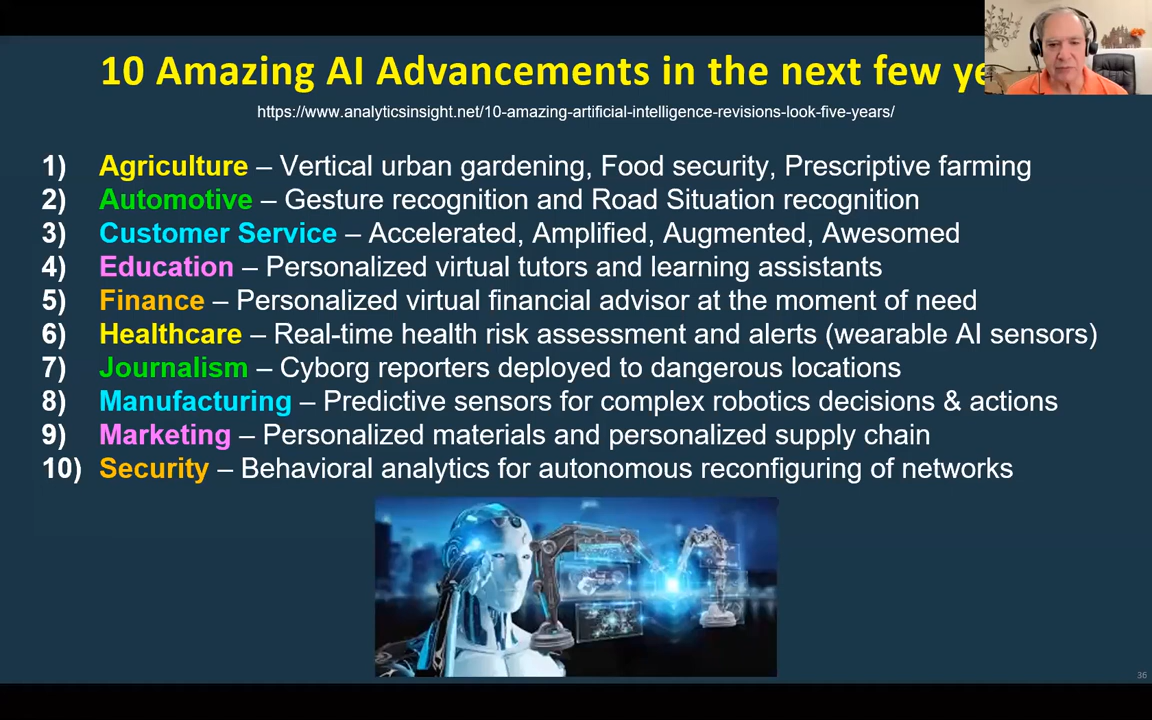 10 Amazing AI Advancements in the next few ye
https://www.analyticsinsight.net/10-amazing-artificial-intelligence-revisions-look-five-years/
1) Agriculture – Vertical urban gardening, Food security, Prescriptive farming
2) Automotive – Gesture recognition and Road Situation recognition
3) Customer Service – Accelerated, Amplified, Augmented, Awesomed
4) Education – Personalized virtual tutors and learning assistants
5) Finance – Personalized virtual financial advisor at the moment of need
6) Healthcare – Real-time health risk assessment and alerts (wearable AI sensors)
7) Journalism – Cyborg reporters deployed to dangerous locations
8) Manufacturing – Predictive sensors for complex robotics decisions & actions
9) Marketing – Personalized materials and personalized supply chain
10) Security – Behavioral analytics for autonomous reconfiguring of networks
36